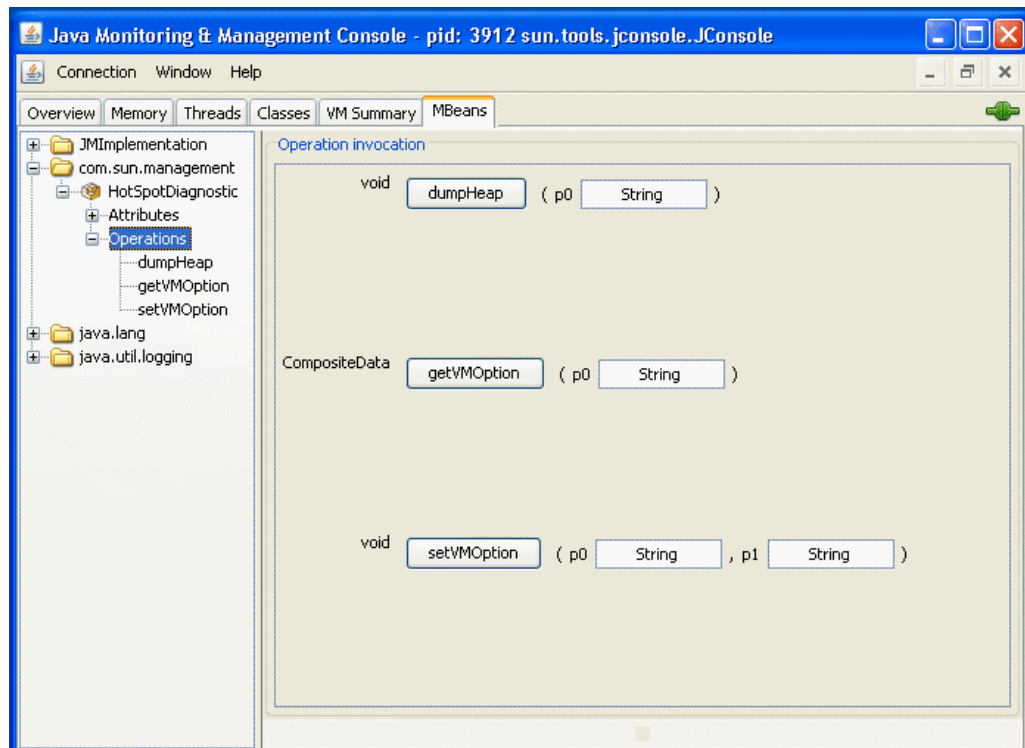 Java Monitoring & Management Console - pid: 3912 sun.tools.jconsole.JConsole
Connection Window Help
Overview Memory Threads Classes VM Summary MBeans
JMImplementation
com.sun.management
HotSpotDiagnostic
Attributes
Operations
dumpHeap
getVMOption
setVMOption
java.lang
java.util.logging
Operation invocation
void dumpHeap ( p0 String )
CompositeData getVMOption ( p0 String )
void setVMOption ( p0 String , p1 String )